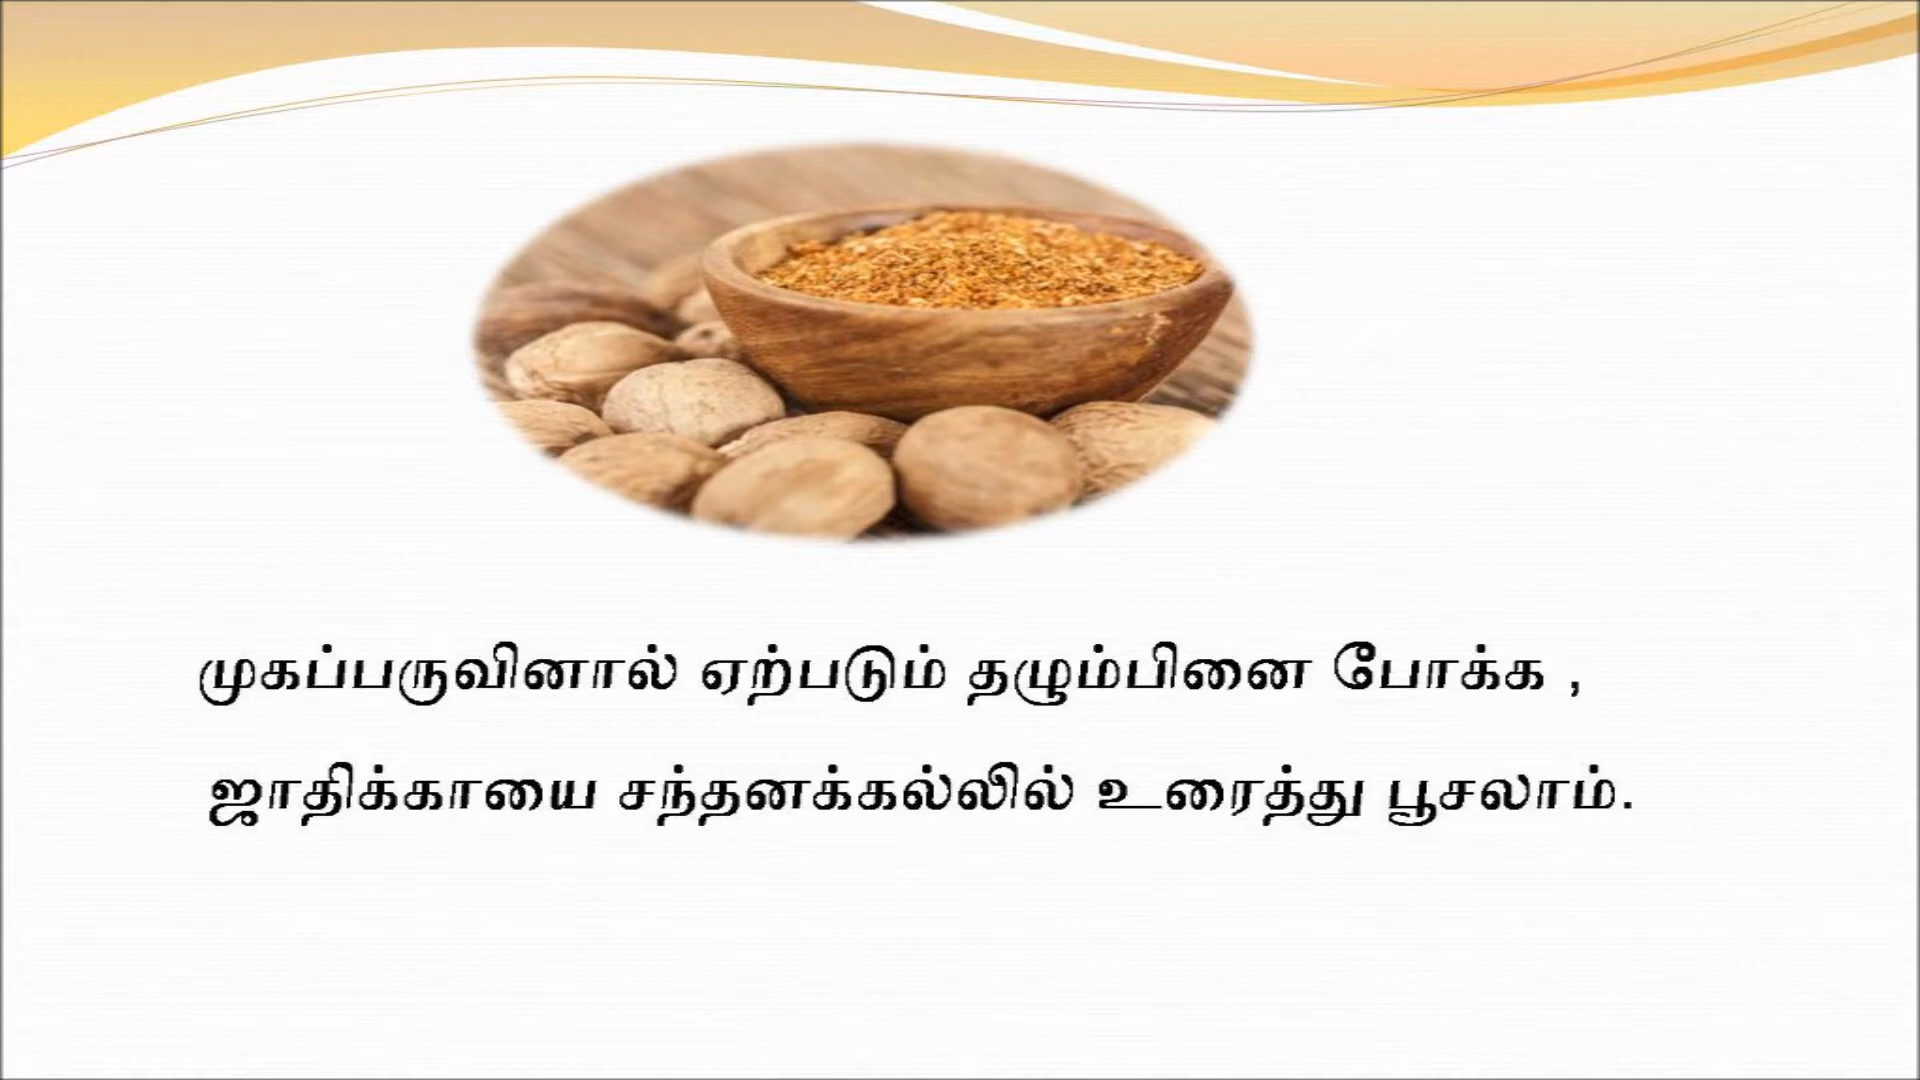 முகப்பருவினால் ஏற்படும் தழும்பினை போக்க ,
ஜாதிக்காயை சந்தனக்கல்லில் உரைத்து பூசலாம்.